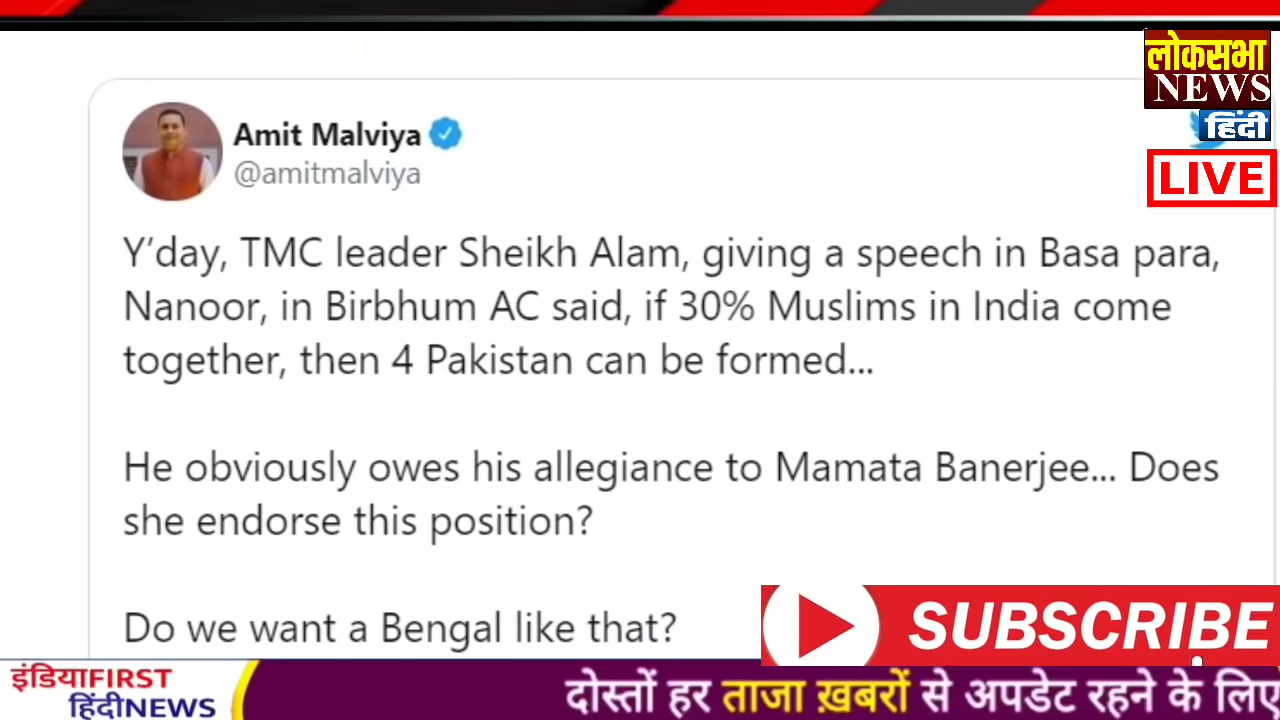 लोकसभा
NEWS
हिंदी
LIVE
Amit Malviya
@amitmalviya
Y’day, TMC leader Sheikh Alam, giving a speech in Basa para,
Nanoor, in Birbhum AC said, if 30% Muslims in India come
together, then 4 Pakistan can be formed...
He obviously owes his allegiance to Mamata Banerjee... Does
she endorse this position?
Do we want a Bengal like that?
SUBSCRIBE
इंडियाFIRST
हिंदीNEWS
दोस्तों हर ताजा ख़बरों से अपडेट रहने के लिए